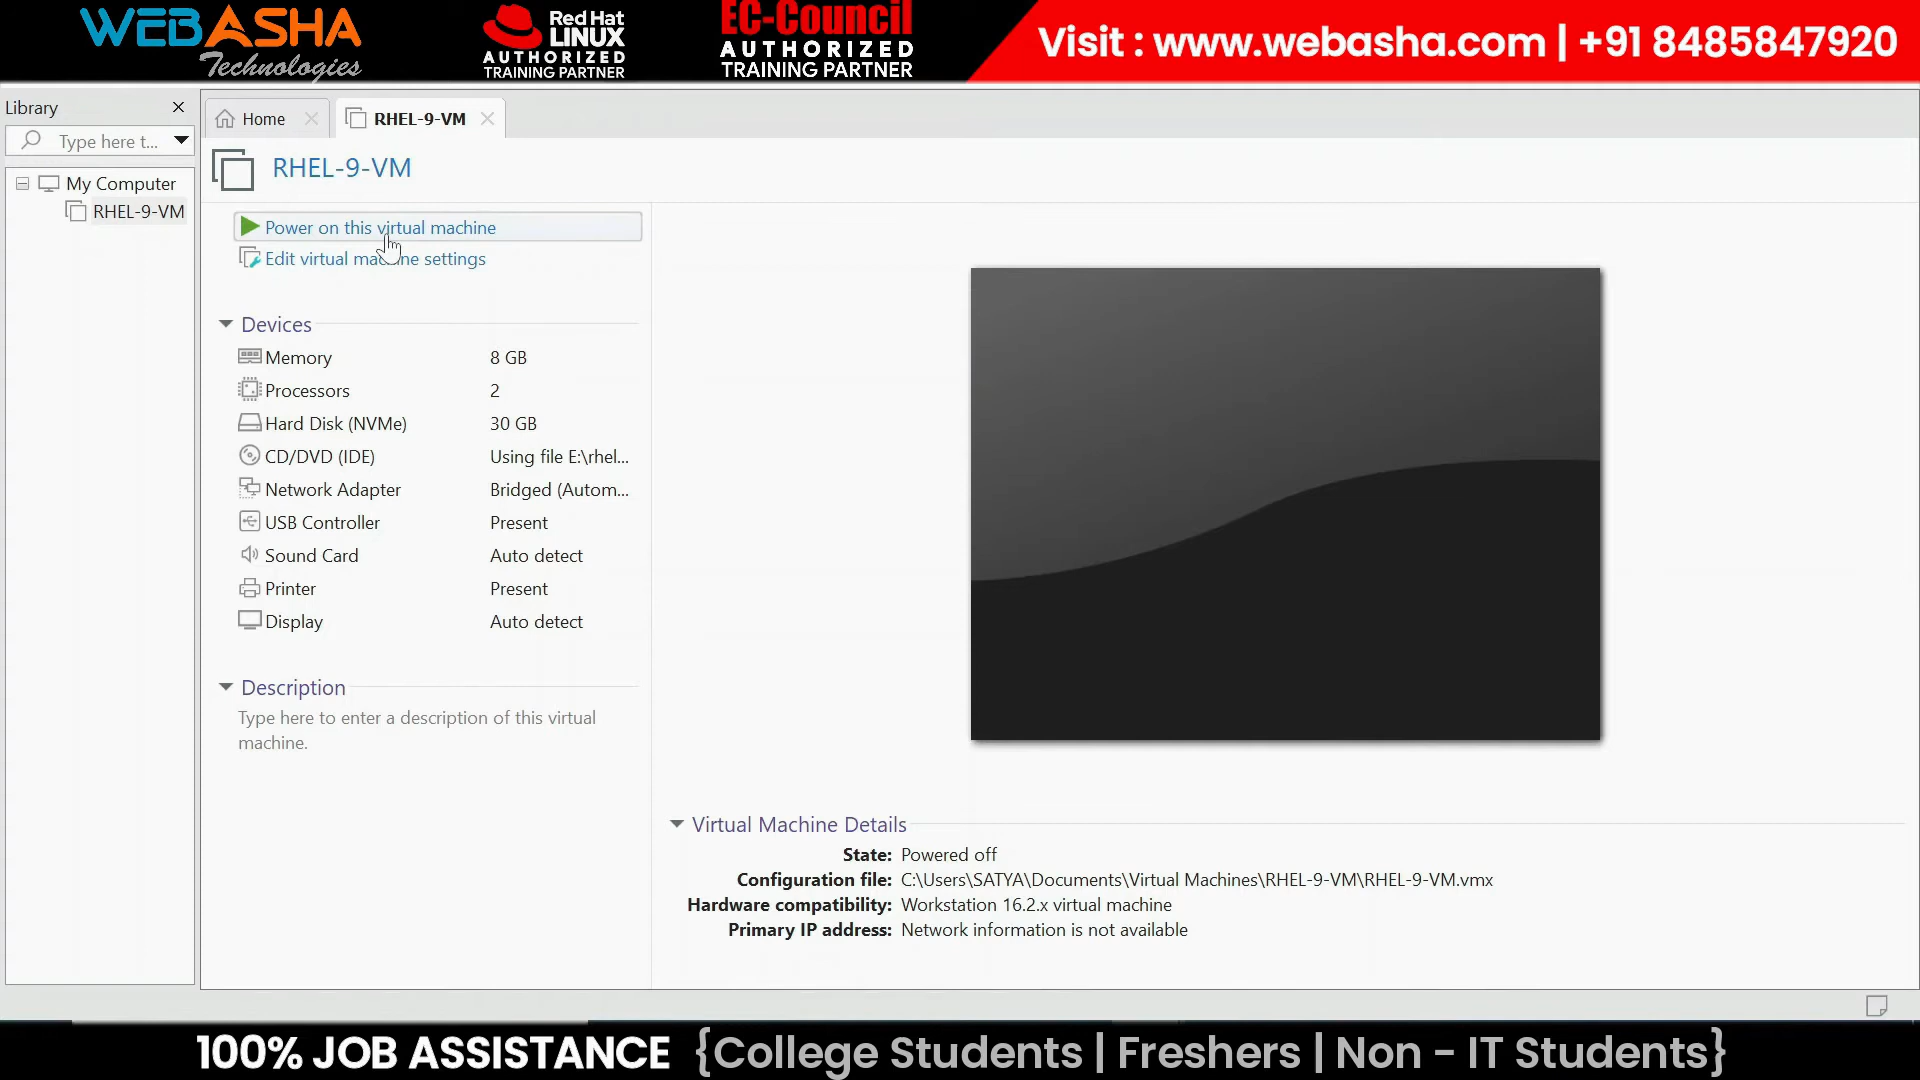 WEBASHA
Technologies
Red Hat
LINUX
AUTHORIZED
TRAINING PARTNER
EC-Council
AUTHORIZED
TRAINING PARTNER
Visit : www.webasha.com | +91 8485847920
Library
Type here t...
My Computer
RHEL-9-VM
Home
RHEL-9-VM
RHEL-9-VM
Power on this virtual machine
Edit virtual machine settings
Devices
Memory 8 GB
Processors 2
Hard Disk (NVMe) 30 GB
CD/DVD (IDE) Using file E:\rhel...
Network Adapter Bridged (Autom...
USB Controller Present
Sound Card Auto detect
Printer Present
Display Auto detect
Description
Type here to enter a description of this virtual
machine.
Virtual Machine Details
State: Powered off
Configuration file: C:\Users\SATYA\Documents\Virtual Machines\RHEL-9-VM\RHEL-9-VM.vmx
Hardware compatibility: Workstation 16.2.x virtual machine
Primary IP address: Network information is not available
100% JOB ASSISTANCE {College Students | Freshers | Non - IT Students}